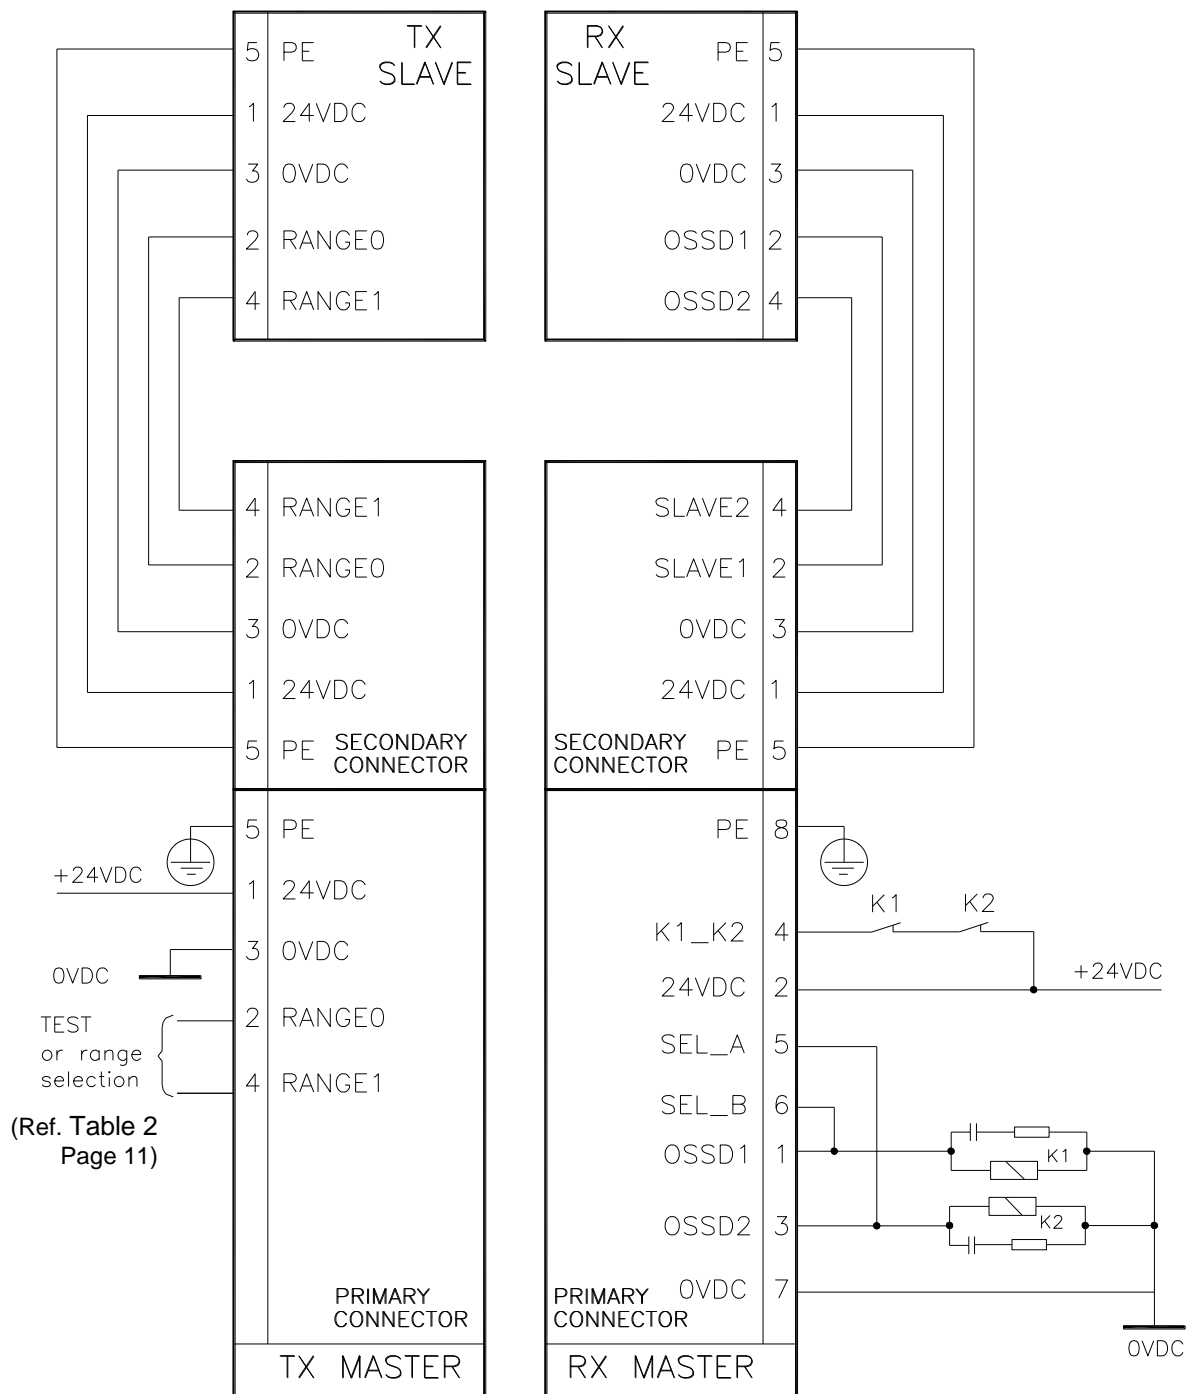 TX
SLAVE
5 PE
1 24VDC
3 0VDC
2 RANGE0
4 RANGE1
RX
SLAVE
PE 5
24VDC 1
0VDC 3
OSSD1 2
OSSD2 4
4 RANGE1
2 RANGE0
3 0VDC
1 24VDC
5 PE
SECONDARY
CONNECTOR
SLAVE2 4
SLAVE1 2
0VDC 3
24VDC 1
SECONDARY
CONNECTOR
PE 5
5 PE
+24VDC
1 24VDC
3 0VDC
0VDC
2 RANGE0
TEST
or range
selection
4 RANGE1
(Ref. Table 2
Page 11)
PRIMARY
CONNECTOR
TX MASTER
PE 8
K1 K2
K1_K2 4
+24VDC
24VDC 2
SEL_A 5
SEL_B 6
OSSD1 1
K1
OSSD2 3
K2
0VDC 7
PRIMARY
CONNECTOR
0VDC
RX MASTER